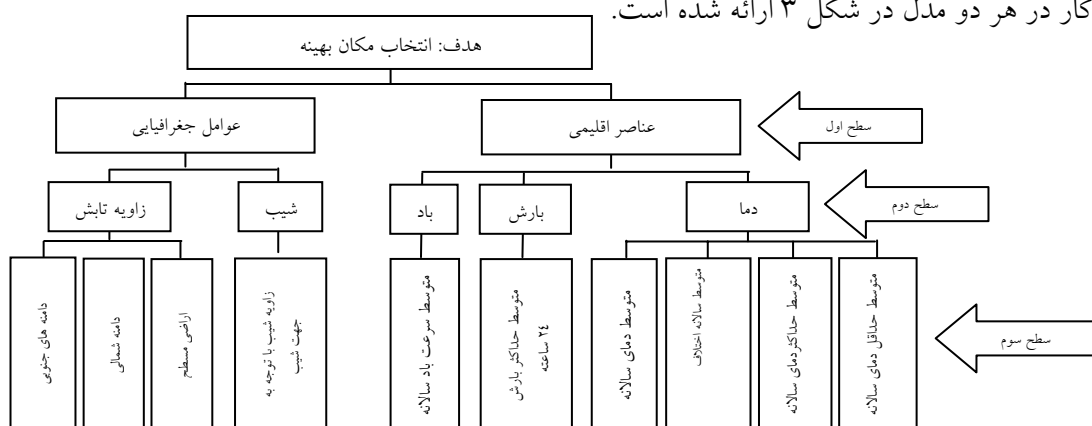 کار در هر دو مدل در شکل ۳ ارائه شده است.
هدف: انتخاب مکان بهینه
عناصر اقلیمی
عوامل جغرافیایی
سطح اول
دما
بارش
باد
شیب
زاویه تابش
سطح دوم
متوسط حداقل دمای سالانه
متوسط حداکثر دمای سالانه
متوسط سالانه اختلاف
متوسط دمای سالانه
متوسط حداکثر بارش
۲۴ ساعته
متوسط سرعت باد سالانه
زاویه شیب با توجه به
جهت شیب
اراضی مسطح
دامنه شمالی
دامنه های جنوبی
سطح سوم